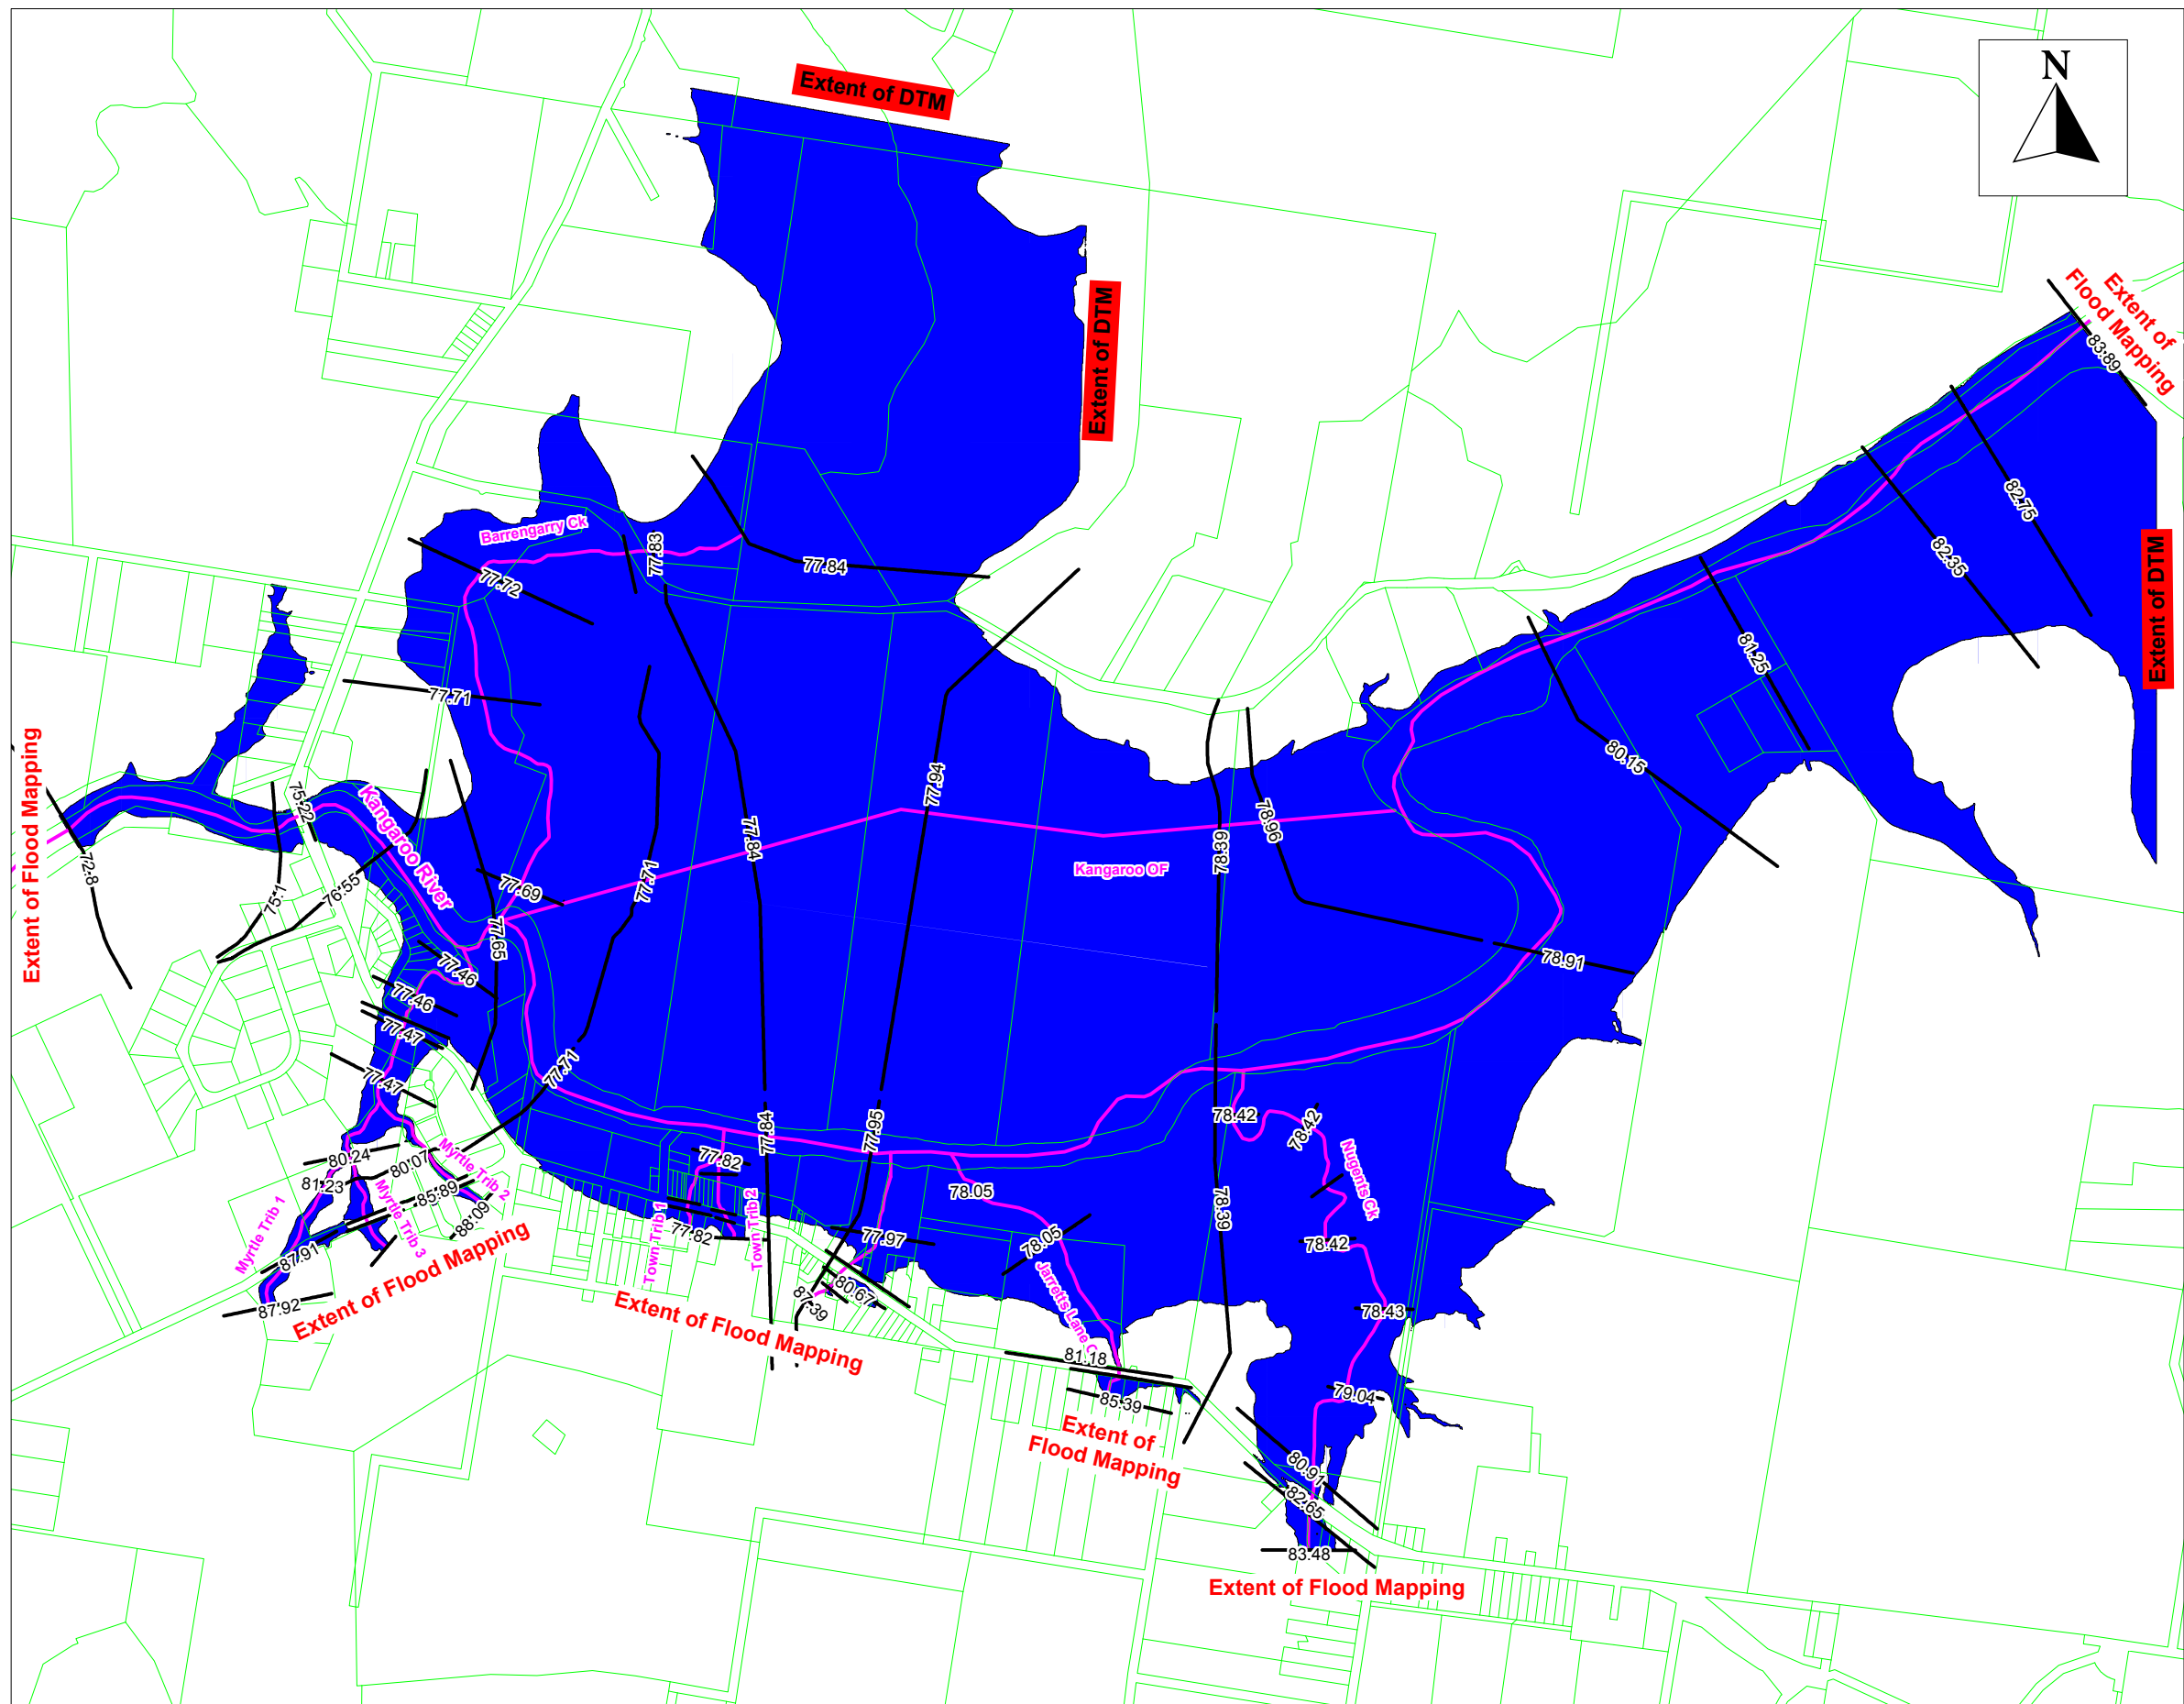 N
Extent of DTM
Extent of DTM
Extent of
Flood Mapping
83.89
82.75
82.35
Extent of DTM
81.25
80.15
Barrengarry Ck
77.83
77.84
77.72
77.71
Extent of Flood Mapping
75.22
Kangaroo River
72.8
75.1
76.55
77.69
77.71
77.84
77.94
Kangaroo OF
78.39
78.96
78.91
77.65
77.46
77.46
77.47
77.47
77.71
80.24
80.07
81.23
Myrtle Trib 2
85.89
88.09
Myrtle Trib 1
Myrtle Trib 3
87.91
87.92
Extent of Flood Mapping
77.82
77.84
77.95
78.05
78.42
78.42
Nugents Ck
78.39
Town Trib 1
77.82
Town Trib2
77.97
78.05
78.42
78.43
Jarretts Lane C
80.67
87.39
Extent of Flood Mapping
81.18
85.39
79.04
Extent of
Flood Mapping
80.91
82.65
83.48
Extent of Flood Mapping